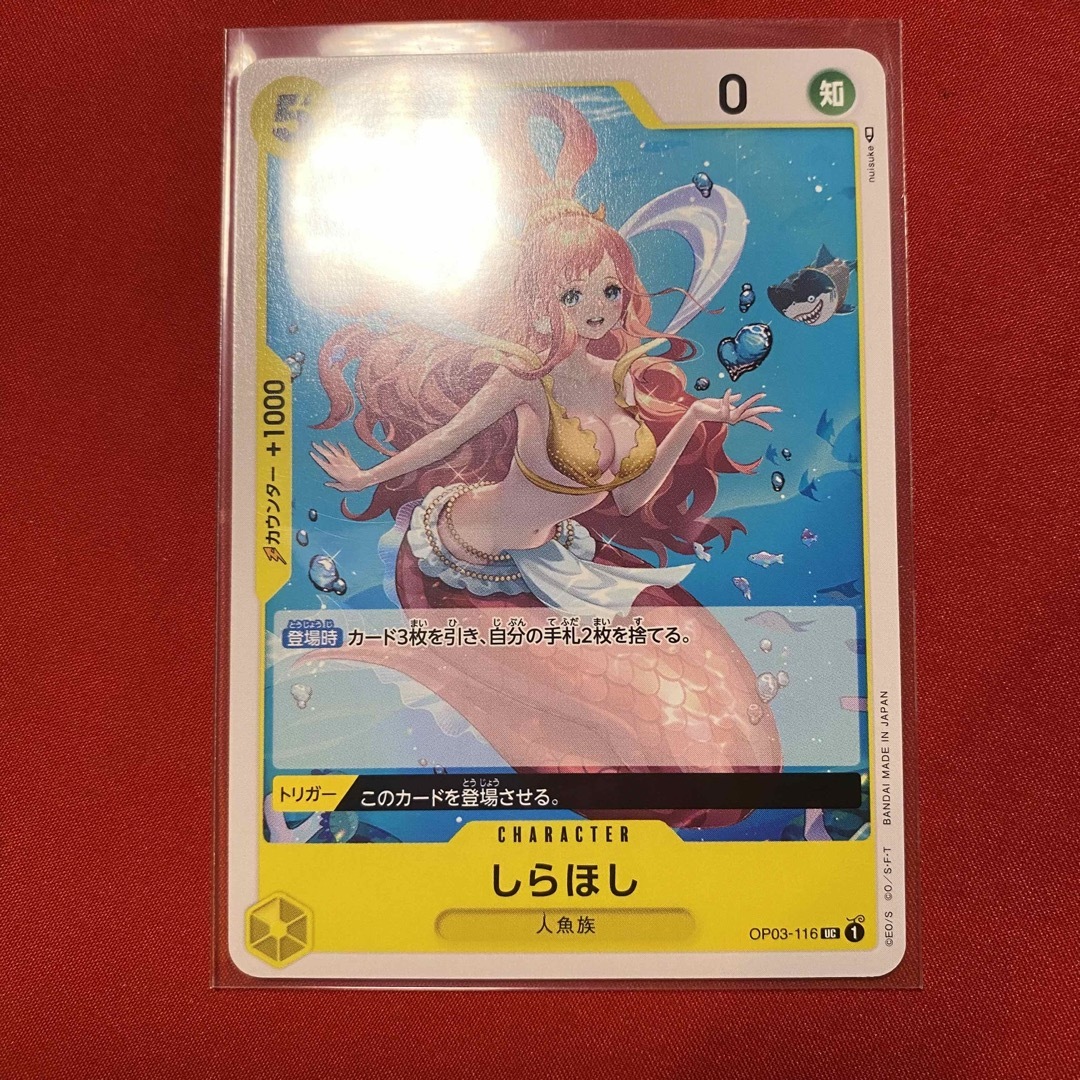 5
0
知
nuisuke
カウンター +1000
登場時 カード3枚を引き、自分の手札2枚を捨てる。
トリガー このカードを登場させる。
CHARACTER
しらほし
人魚族
OP03-116 UC 1
©EO/S ©O/S・F・T BANDAI MADE IN JAPAN